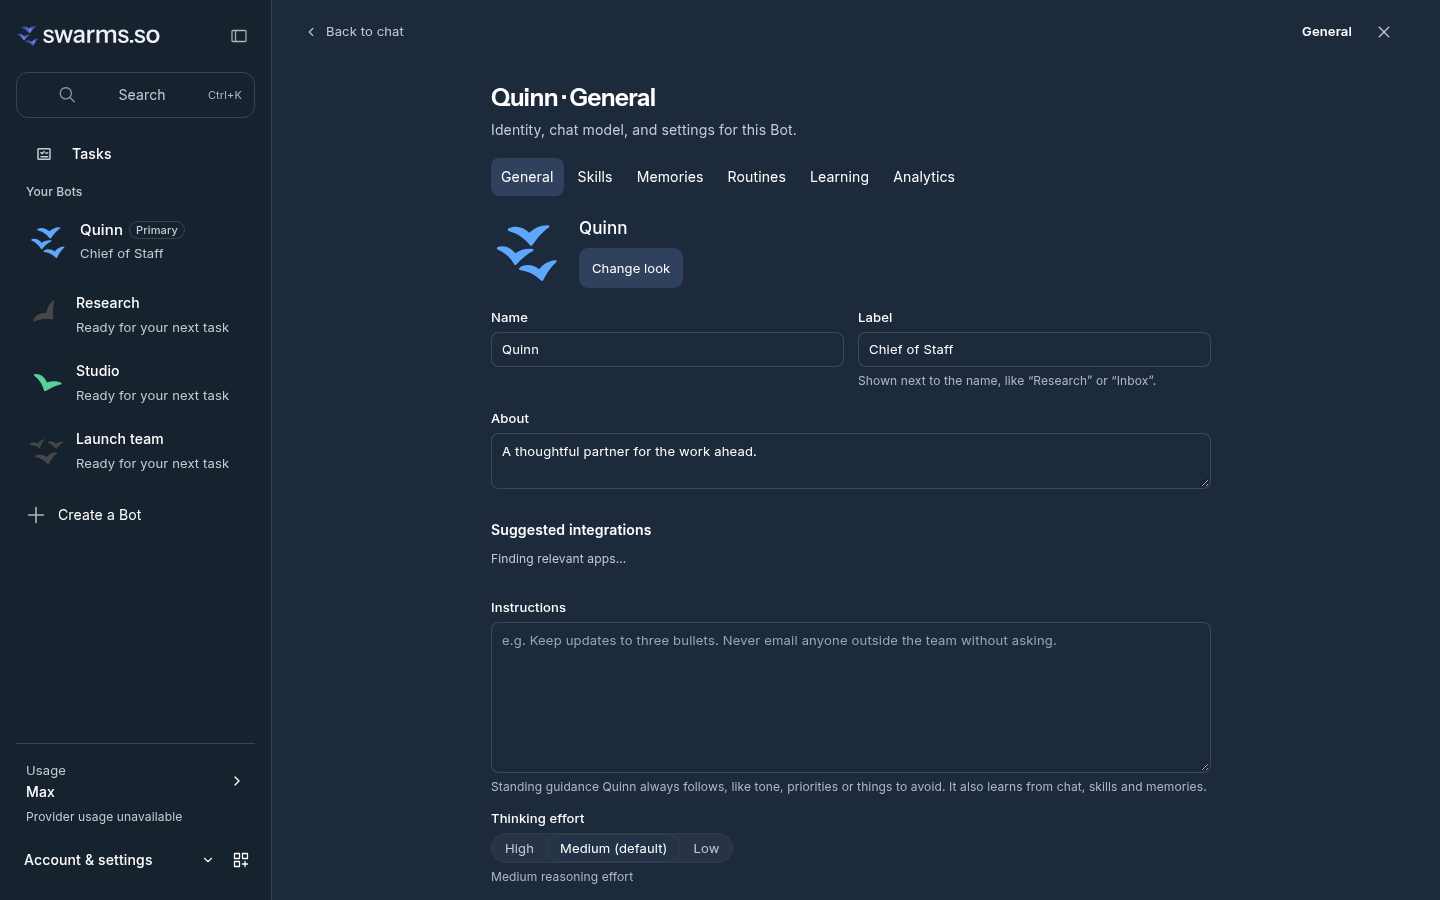 swarms.so
Search Ctrl+K
Tasks
Your Bots
Quinn Primary
Chief of Staff
Research
Ready for your next task
Studio
Ready for your next task
Launch team
Ready for your next task
Create a Bot
Usage
Max
Provider usage unavailable
Account & settings
Back to chat
General
Quinn · General
Identity, chat model, and settings for this Bot.
General Skills Memories Routines Learning Analytics
Quinn
Change look
Name
Quinn
Label
Chief of Staff
Shown next to the name, like “Research” or “Inbox”.
About
A thoughtful partner for the work ahead.
Suggested integrations
Finding relevant apps...
Instructions
e.g. Keep updates to three bullets. Never email anyone outside the team without asking.
Standing guidance Quinn always follows, like tone, priorities or things to avoid. It also learns from chat, skills and memories.
Thinking effort
High Medium (default) Low
Medium reasoning effort